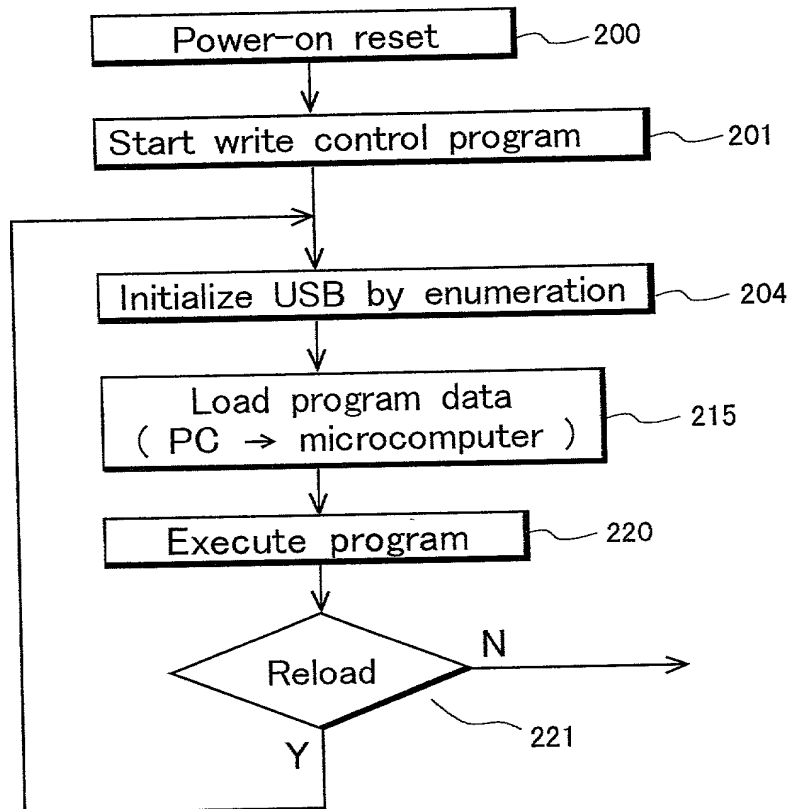 Power-on reset
200
Start write control program
201
Initialize USB by enumeration
204
Load program data
( PC → microcomputer )
215
Execute program
220
Reload
N
221
Y